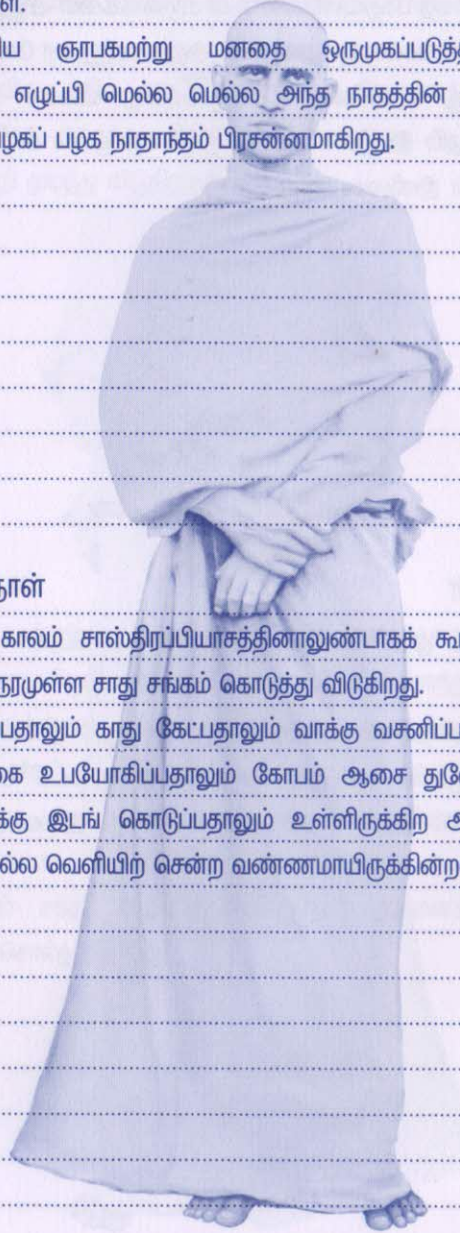 ள்.
ிய ஞாபகமற்று மனதை ஒருமுகப்படுத்
எழுப்பி மெல்ல மெல்ல அந்த நாதத்தின்
ழகப் பழக நாதாந்தம் பிரசன்னமாகிறது.
நாள்
காலம் சாஸ்திரப்பியாசத்தினாலுண்டாகக் கூ
நரமுள்ள சாது சங்கம் கொடுத்து விடுகிறது.
பதாலும் காது கேட்பதாலும் வாக்கு வசனிப்ப
கை உபயோகிப்பதாலும் கோபம் ஆசை துவே
க்கு இடங் கொடுப்பதாலும் உள்ளிருக்கிற
ல்ல வெளியிற் சென்ற வண்ணமாயிருக்கின்ற